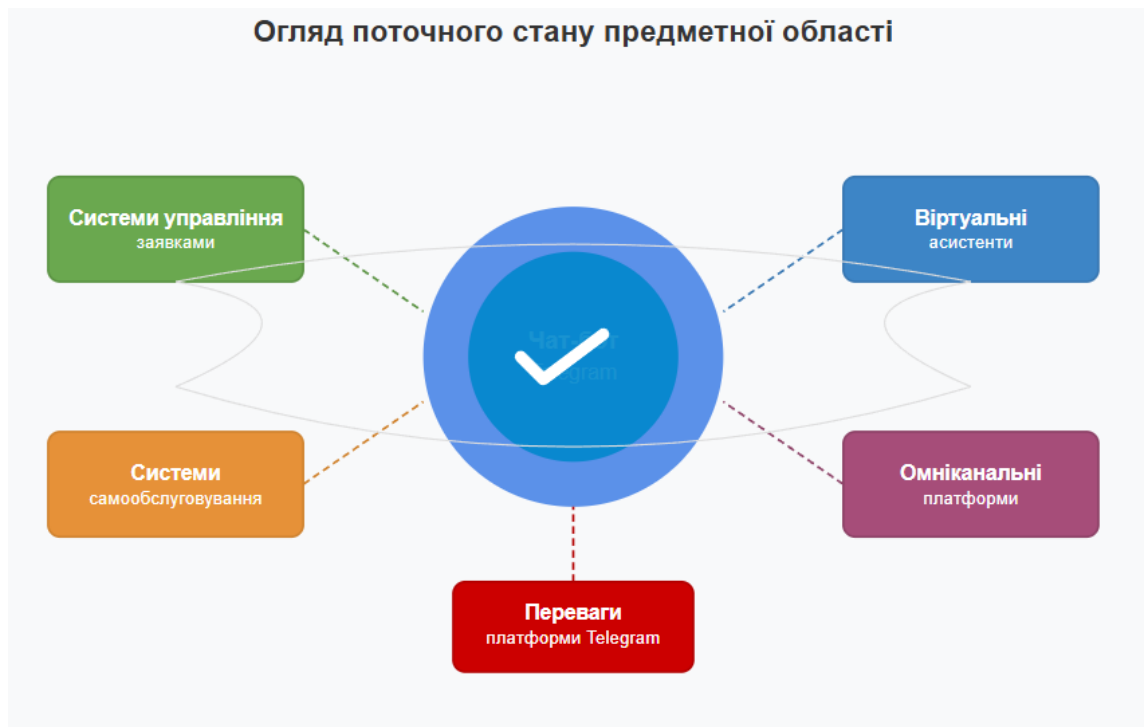 Огляд поточного стану предметної області
Системи управління
заявками
Віртуальні
асистенти
Системи
самообслуговування
Омніканальні
платформи
Переваги
платформи Telegram